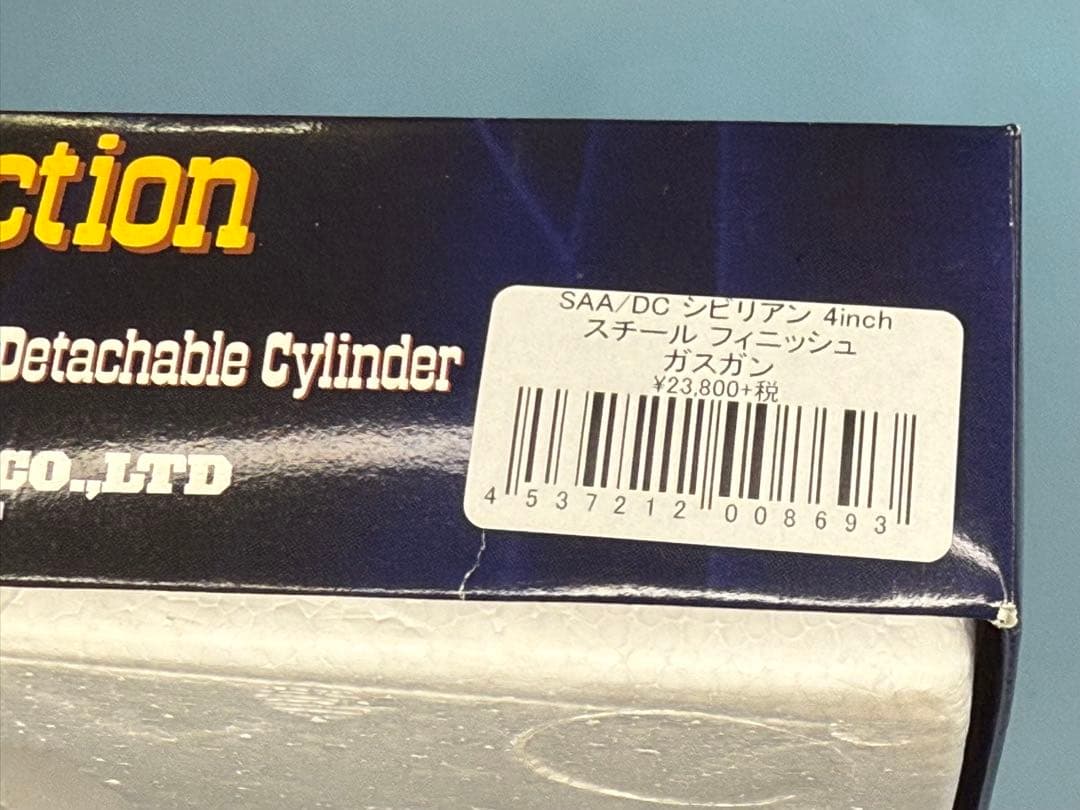 ction
Detachable Cylinder
CO.,LTD
SAA/DC シビリアン 4inch
スチール フィニッシュ
ガスガン
¥23,800+税
4 537212 008693